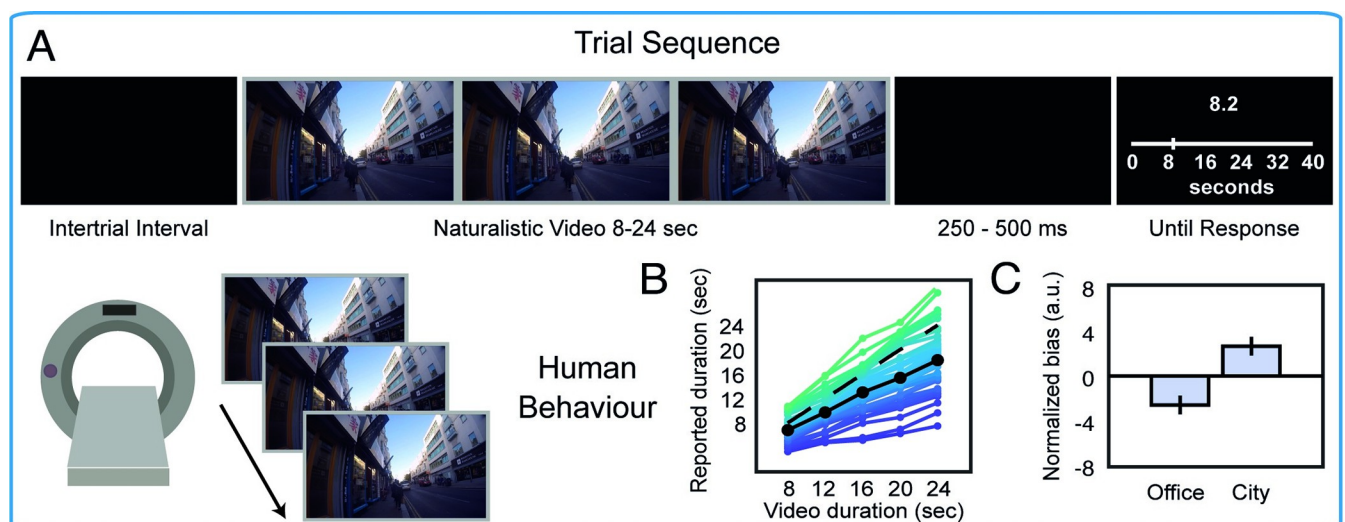 A
Trial Sequence
8.2
0 8 16 24 32 40
seconds
Intertrial Interval
Naturalistic Video 8-24 sec
250 - 500 ms
Until Response
Human
Behaviour
B
Reported duration (sec)
24
20
16
12
8
8 12 16 20 24
Video duration (sec)
C
Normalized bias (a.u.)
8
4
0
-4
-8
Office City